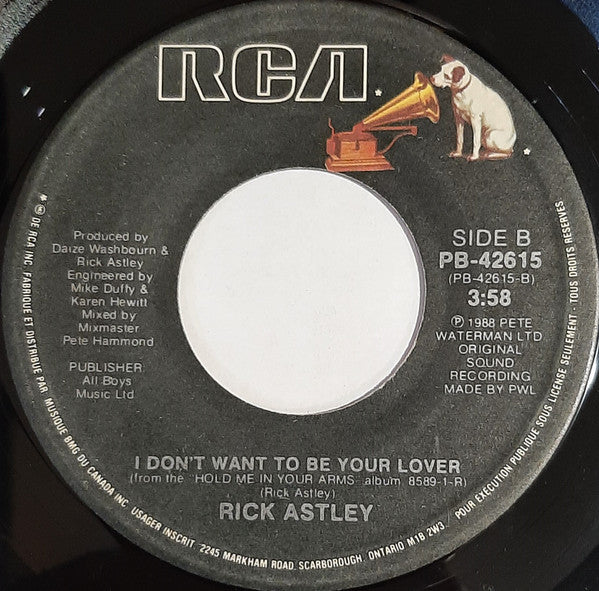 RCA
Produced by
Daize Washbourn &
Rick Astley
Engineered by
Mike Duffy &
Karen Hewitt
Mixed by
Mixmaster
Pete Hammond
PUBLISHER:
All Boys
Music Ltd
SIDE B
PB-42615
(PB-42615-B)
3:58
℗ 1988 PETE
WATERMAN LTD
ORIGINAL
SOUND
RECORDING
MADE BY PWL
I DON'T WANT TO BE YOUR LOVER
(from the "HOLD ME IN YOUR ARMS" album 8589-1-R)
(Rick Astley)
RICK ASTLEY
DE RCA INC. FABRIQUE ET DISTRIBUÉ PAR MUSIQUE BMG DU CANADA INC. USAGER INSCRIT. 2245 MARKHAM ROAD, SCARBOROUGH, ONTARIO M1B 2W3 / POUR EXÉCUTION PUBLIQUE SOUS LICENSE SEULEMENT - TOUS DROITS RESERVES